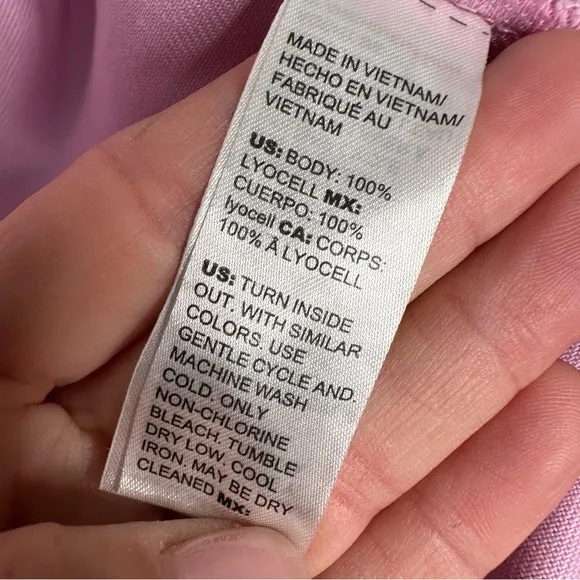 MADE IN VIETNAM/
HECHO EN VIETNAM/
FABRIQUÉ AU
VIETNAM
US: BODY: 100%
LYOCELL MX:
CUERPO: 100%
lyocell CA: CORPS:
100% Â LYOCELL
US: TURN INSIDE
OUT. WITH SIMILAR
COLORS. USE
GENTLE CYCLE AND.
MACHINE WASH
COLD. ONLY
NON-CHLORINE
BLEACH. TUMBLE
DRY LOW. COOL
IRON. MAY BE DRY
CLEANED MX: